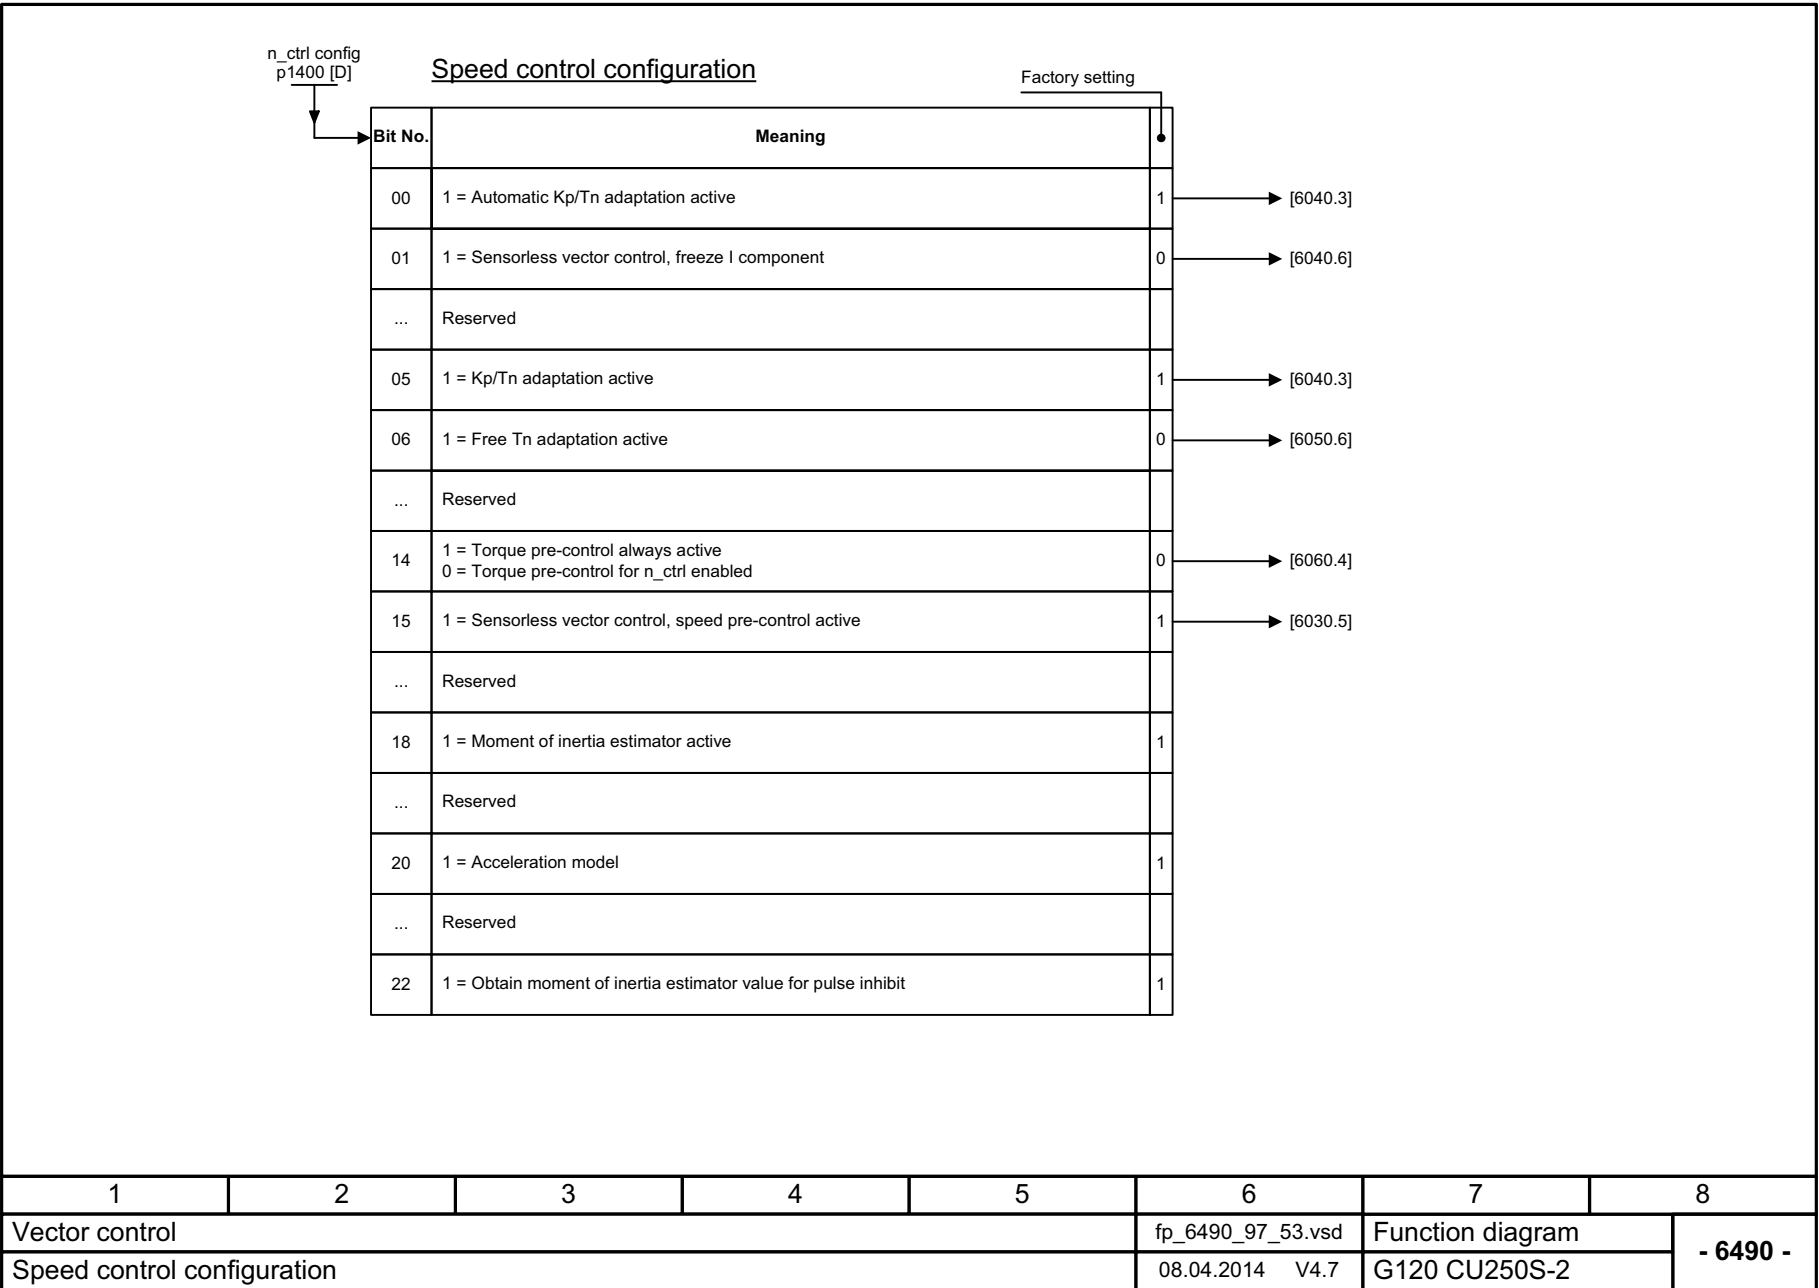 n_ctrl config
p1400 [D]
Speed control configuration
Factory setting
Bit No. Meaning
00 1 = Automatic Kp/Tn adaptation active 1 [6040.3]
01 1 = Sensorless vector control, freeze I component 0 [6040.6]
... Reserved
05 1 = Kp/Tn adaptation active 1 [6040.3]
06 1 = Free Tn adaptation active 0 [6050.6]
... Reserved
14 1 = Torque pre-control always active
0 = Torque pre-control for n_ctrl enabled 0 [6060.4]
15 1 = Sensorless vector control, speed pre-control active 1 [6030.5]
... Reserved
18 1 = Moment of inertia estimator active 1
... Reserved
20 1 = Acceleration model 1
... Reserved
22 1 = Obtain moment of inertia estimator value for pulse inhibit 1
1 2 3 4 5 6 7 8
Vector control fp_6490_97_53.vsd Function diagram
- 6490 -
Speed control configuration 08.04.2014 V4.7 G120 CU250S-2